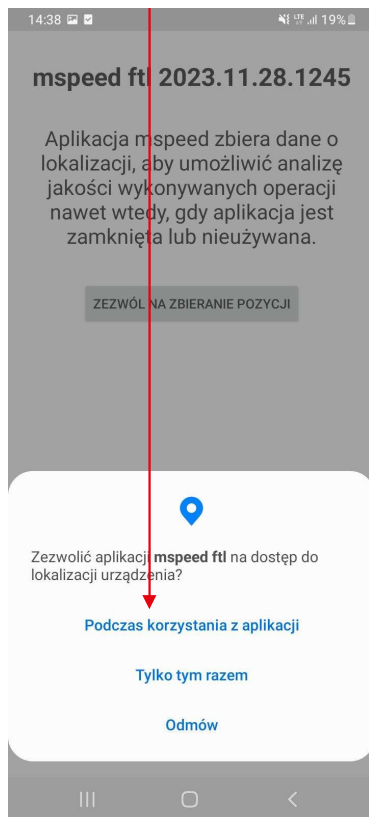 14:38 LTE 19%
mspeed ftl 2023.11.28.1245
Aplikacja mspeed zbiera dane o
lokalizacji, aby umożliwić analizę
jakości wykonywanych operacji
nawet wtedy, gdy aplikacja jest
zamknięta lub nieużywana.
ZEZWÓL NA ZBIERANIE POZYCJI
Zezwolić aplikacji mspeed ftl na dostęp do
lokalizacji urządzenia?
Podczas korzystania z aplikacji
Tylko tym razem
Odmów